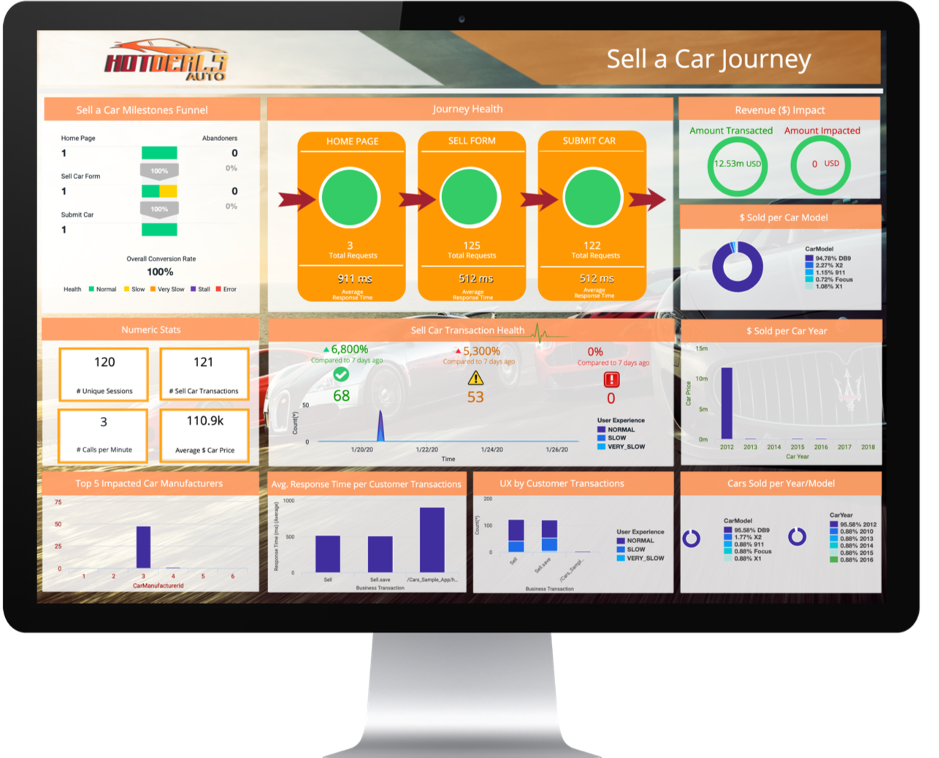 HOTDEALS
AUTO
Sell a Car Journey
Sell a Car Milestones Funnel
Home Page
Abandoners
1
0
100%
0%
Sell Car Form
1
0
100%
0%
Submit Car
1
Overall Conversion Rate
100%
Health Normal Slow Very Slow Stall Error
Journey Health
HOME PAGE
3
Total Requests
911 ms
Average
Response Time
SELL FORM
125
Total Requests
512 ms
Average
Response Time
SUBMIT CAR
122
Total Requests
512 ms
Average
Response Time
Revenue ($) Impact
Amount Transacted
12.53m USD
Amount Impacted
0 USD
$ Sold per Car Model
CarModel
94.78% DB9
2.27% X2
1.15% 911
0.72% Focus
1.08% X1
Numeric Stats
120
# Unique Sessions
121
# Sell Car Transactions
3
# Calls per Minute
110.9k
Average $ Car Price
Sell Car Transaction Health
6,800%
Compared to 7 days ago
68
5,300%
Compared to 7 days ago
53
0%
Compared to 7 days ago
0
50
0
Count(*)
1/20/20
1/22/20
1/24/20
1/26/20
Time
User Experience
NORMAL
SLOW
VERY_SLOW
$ Sold per Car Year
15m
10m
5m
0m
Car Price
2012 2013 2014 2015 2016 2017 2018
Car Year
Top 5 Impacted Car Manufacturers
75
50
25
0
1 2 3 4 5 6
CarManufacturerId
Avg. Response Time per Customer Transactions
1000
500
0
Response Time (ms) (Average)
Sell
Sell.save
/Cars_Sample_App/h...
Business Transaction
UX by Customer Transactions
200
100
0
Count(*)
Sell
Sell.save
/Cars_Sampl...
Business Transaction
User Experience
NORMAL
SLOW
VERY_SLOW
Cars Sold per Year/Model
CarModel
95.58% DB9
1.77% X2
0.88% 911
0.88% Focus
0.88% X1
CarYear
95.58% 2012
0.88% 2010
0.88% 2013
0.88% 2014
0.88% 2015
0.88% 2016